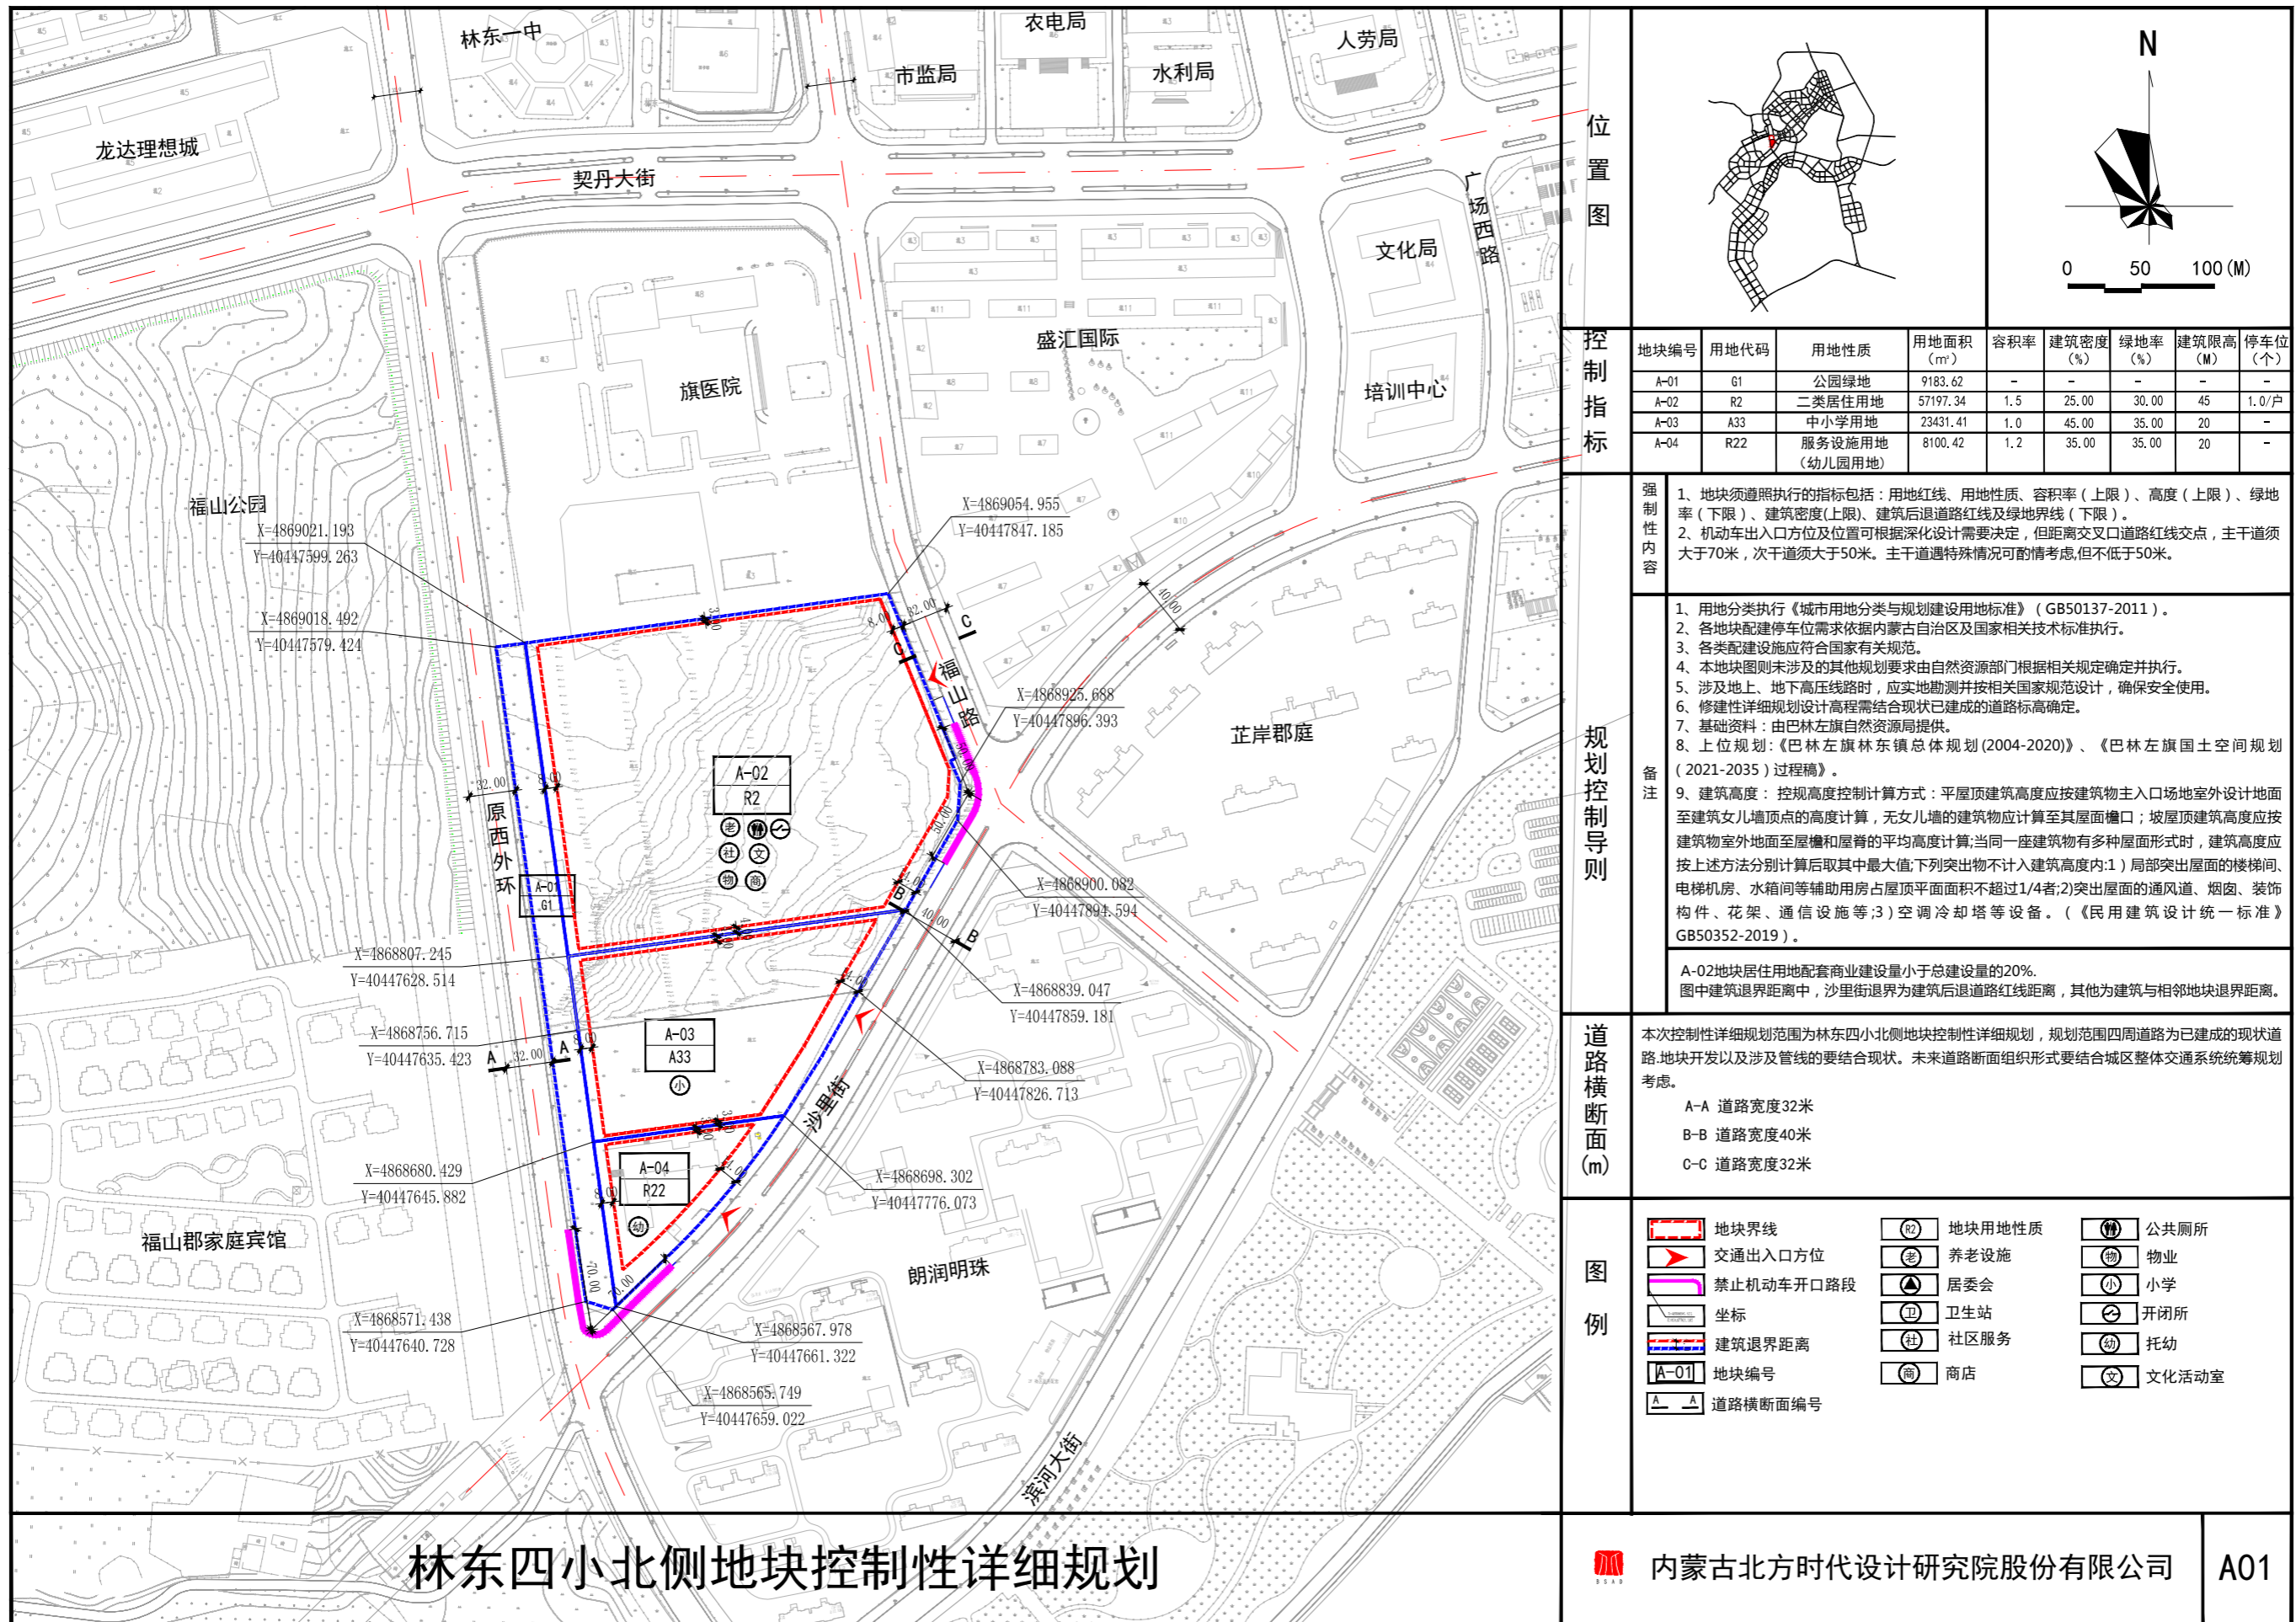 林东一中
农电局
人劳局
市监局
水利局
龙达理想城
契丹大街
广场西路
文化局
盛汇国际
旗医院
培训中心
福山公园
X=4869054.955
Y=40447847.185
X=4869021.193
Y=40447599.263
X=4869018.492
Y=40447579.424
3.00
8.00
32.00
C
C
40.00
福山路
X=4868925.688
Y=40447896.393
芷岸郡庭
A-02
R2
老
社 文
物 商
32.00
8.00
原西外环
50.00
50.00
A-01
G1
X=4868900.082
Y=40447894.594
B
40.00
B
X=4868807.245
Y=40447628.514
X=4868839.047
Y=40447859.181
X=4868756.715
Y=40447635.423
A
32.00
A
A-03
A33
小
X=4868783.088
Y=40447826.713
沙里街
A-04
R22
幼
X=4868680.429
Y=40447645.882
X=4868698.302
Y=40447776.073
福山郡家庭宾馆
朗润明珠
70.00
X=4868571.438
Y=40447640.728
X=4868567.978
Y=40447661.322
X=4868565.749
Y=40447659.022
滨河大街
林东四小北侧地块控制性详细规划
位置图
N
0 50 100(M)
控制指标
地块编号 用地代码 用地性质 用地面积(㎡) 容积率 建筑密度(%) 绿地率(%) 建筑限高(M) 停车位(个)
A-01 G1 公园绿地 9183.62 - - - - -
A-02 R2 二类居住用地 57197.34 1.5 25.00 30.00 45 1.0/户
A-03 A33 中小学用地 23431.41 1.0 45.00 35.00 20 -
A-04 R22 服务设施用地(幼儿园用地) 8100.42 1.2 35.00 35.00 20 -
规划控制导则
强制性内容
1、地块须遵照执行的指标包括：用地红线、用地性质、容积率（上限）、高度（上限）、绿地
率（下限）、建筑密度(上限)、建筑后退道路红线及绿地界线（下限）。
2、机动车出入口方位及位置可根据深化设计需要决定，但距离交叉口道路红线交点，主干道须
大于70米，次干道须大于50米。主干道遇特殊情况可酌情考虑,但不低于50米。
备注
1、用地分类执行《城市用地分类与规划建设用地标准》（GB50137-2011）。
2、各地块配建停车位需求依据内蒙古自治区及国家相关技术标准执行。
3、各类配建设施应符合国家有关规范。
4、本地块图则未涉及的其他规划要求由自然资源部门根据相关规定确定并执行。
5、涉及地上、地下高压线路时，应实地勘测并按相关国家规范设计，确保安全使用。
6、修建性详细规划设计高程需结合现状已建成的道路标高确定。
7、基础资料：由巴林左旗自然资源局提供。
8、上位规划：《巴林左旗林东镇总体规划(2004-2020)》、《巴林左旗国土空间规划
（2021-2035）过程稿》。
9、建筑高度： 控规高度控制计算方式：平屋顶建筑高度应按建筑物主入口场地室外设计地面
至建筑女儿墙顶点的高度计算，无女儿墙的建筑物应计算至其屋面檐口；坡屋顶建筑高度应按
建筑物室外地面至屋檐和屋脊的平均高度计算;当同一座建筑物有多种屋面形式时，建筑高度应
按上述方法分别计算后取其中最大值;下列突出物不计入建筑高度内:1）局部突出屋面的楼梯间、
电梯机房、水箱间等辅助用房占屋顶平面面积不超过1/4者;2)突出屋面的通风道、烟囱、装饰
构件、花架、通信设施等;3)空调冷却塔等设备。(《民用建筑设计统一标准》
GB50352-2019）。
A-02地块居住用地配套商业建设量小于总建设量的20%.
图中建筑退界距离中，沙里街退界为建筑后退道路红线距离，其他为建筑与相邻地块退界距离。
道路横断面(m)
本次控制性详细规划范围为林东四小北侧地块控制性详细规划，规划范围四周道路为已建成的现状道
路.地块开发以及涉及管线的要结合现状。未来道路断面组织形式要结合城区整体交通系统统筹规划
考虑。
A-A 道路宽度32米
B-B 道路宽度40米
C-C 道路宽度32米
图例
地块界线
R2 地块用地性质
公共厕所
交通出入口方位
老 养老设施
物 物业
禁止机动车开口路段
居委会
小 小学
坐标
卫 卫生站
开闭所
建筑退界距离
社 社区服务
幼 托幼
A-01 地块编号
商 商店
文 文化活动室
A A 道路横断面编号
内蒙古北方时代设计研究院股份有限公司
A01